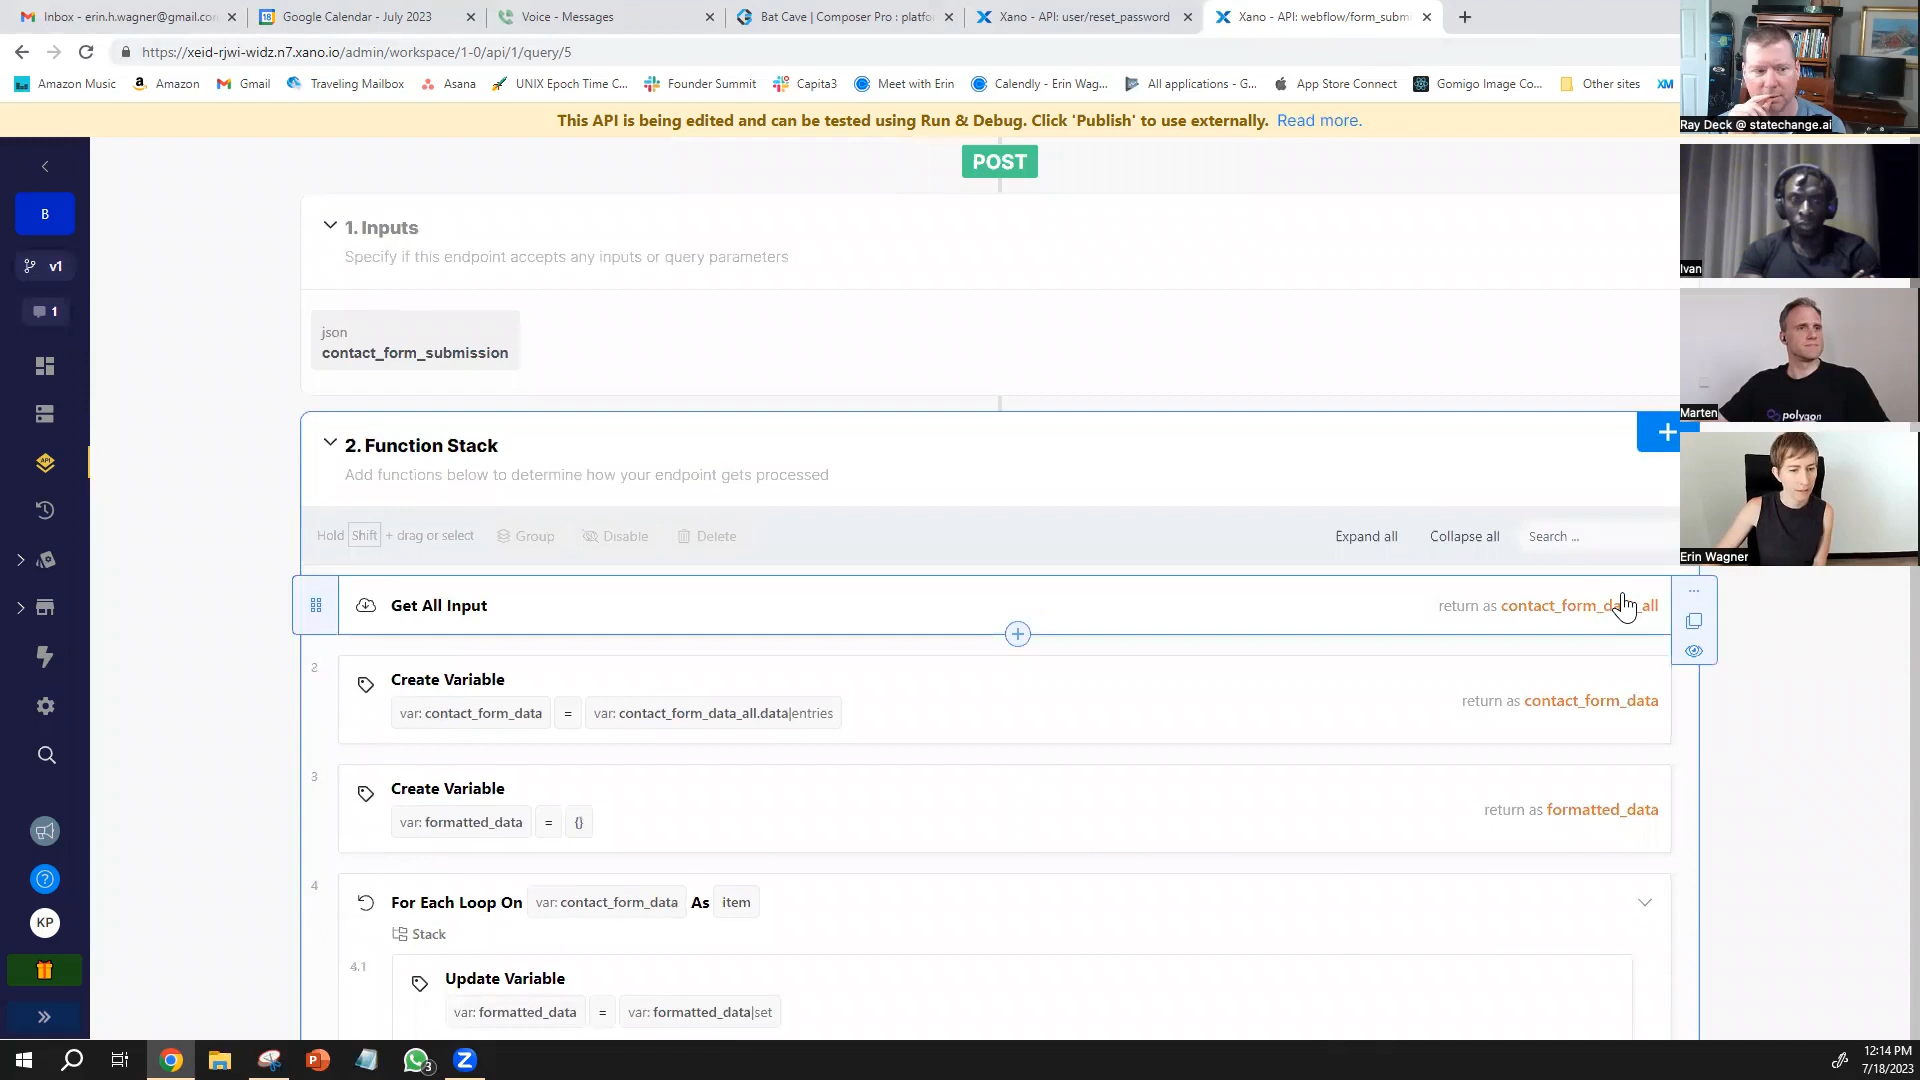 Inbox - erin.h.wagner@gmail.co
Google Calendar - July 2023
Voice - Messages
Bat Cave | Composer Pro : platfo
Xano - API: user/reset_password
Xano - API: webflow/form_subm
https://xeid-rjwi-widz.n7.xano.io/admin/workspace/1-0/api/1/query/5
Amazon Music
Amazon
Gmail
Traveling Mailbox
Asana
UNIX Epoch Time C...
Founder Summit
Capita3
Meet with Erin
Calendly - Erin Wag...
All applications - G...
App Store Connect
Gomigo Image Co...
Other sites
XM
This API is being edited and can be tested using Run & Debug. Click 'Publish' to use externally. Read more.
Ray Deck @ statechange.ai
Ivan
polygon
Marten
Erin Wagner
B
v1
1
API
KP
POST
1. Inputs
Specify if this endpoint accepts any inputs or query parameters
json
contact_form_submission
2. Function Stack
Add functions below to determine how your endpoint gets processed
Hold Shift + drag or select
Group
Disable
Delete
Expand all
Collapse all
Search ...
Get All Input
return as
2
Create Variable
var: contact_form_data = var: contact_form_data_all.data|entries
return as contact_form_data
3
Create Variable
var: formatted_data = {}
return as formatted_data
4
For Each Loop On var: contact_form_data As item
Stack
4.1
Update Variable
var: formatted_data = var: formatted_data|set
3
12:14 PM
7/18/2023